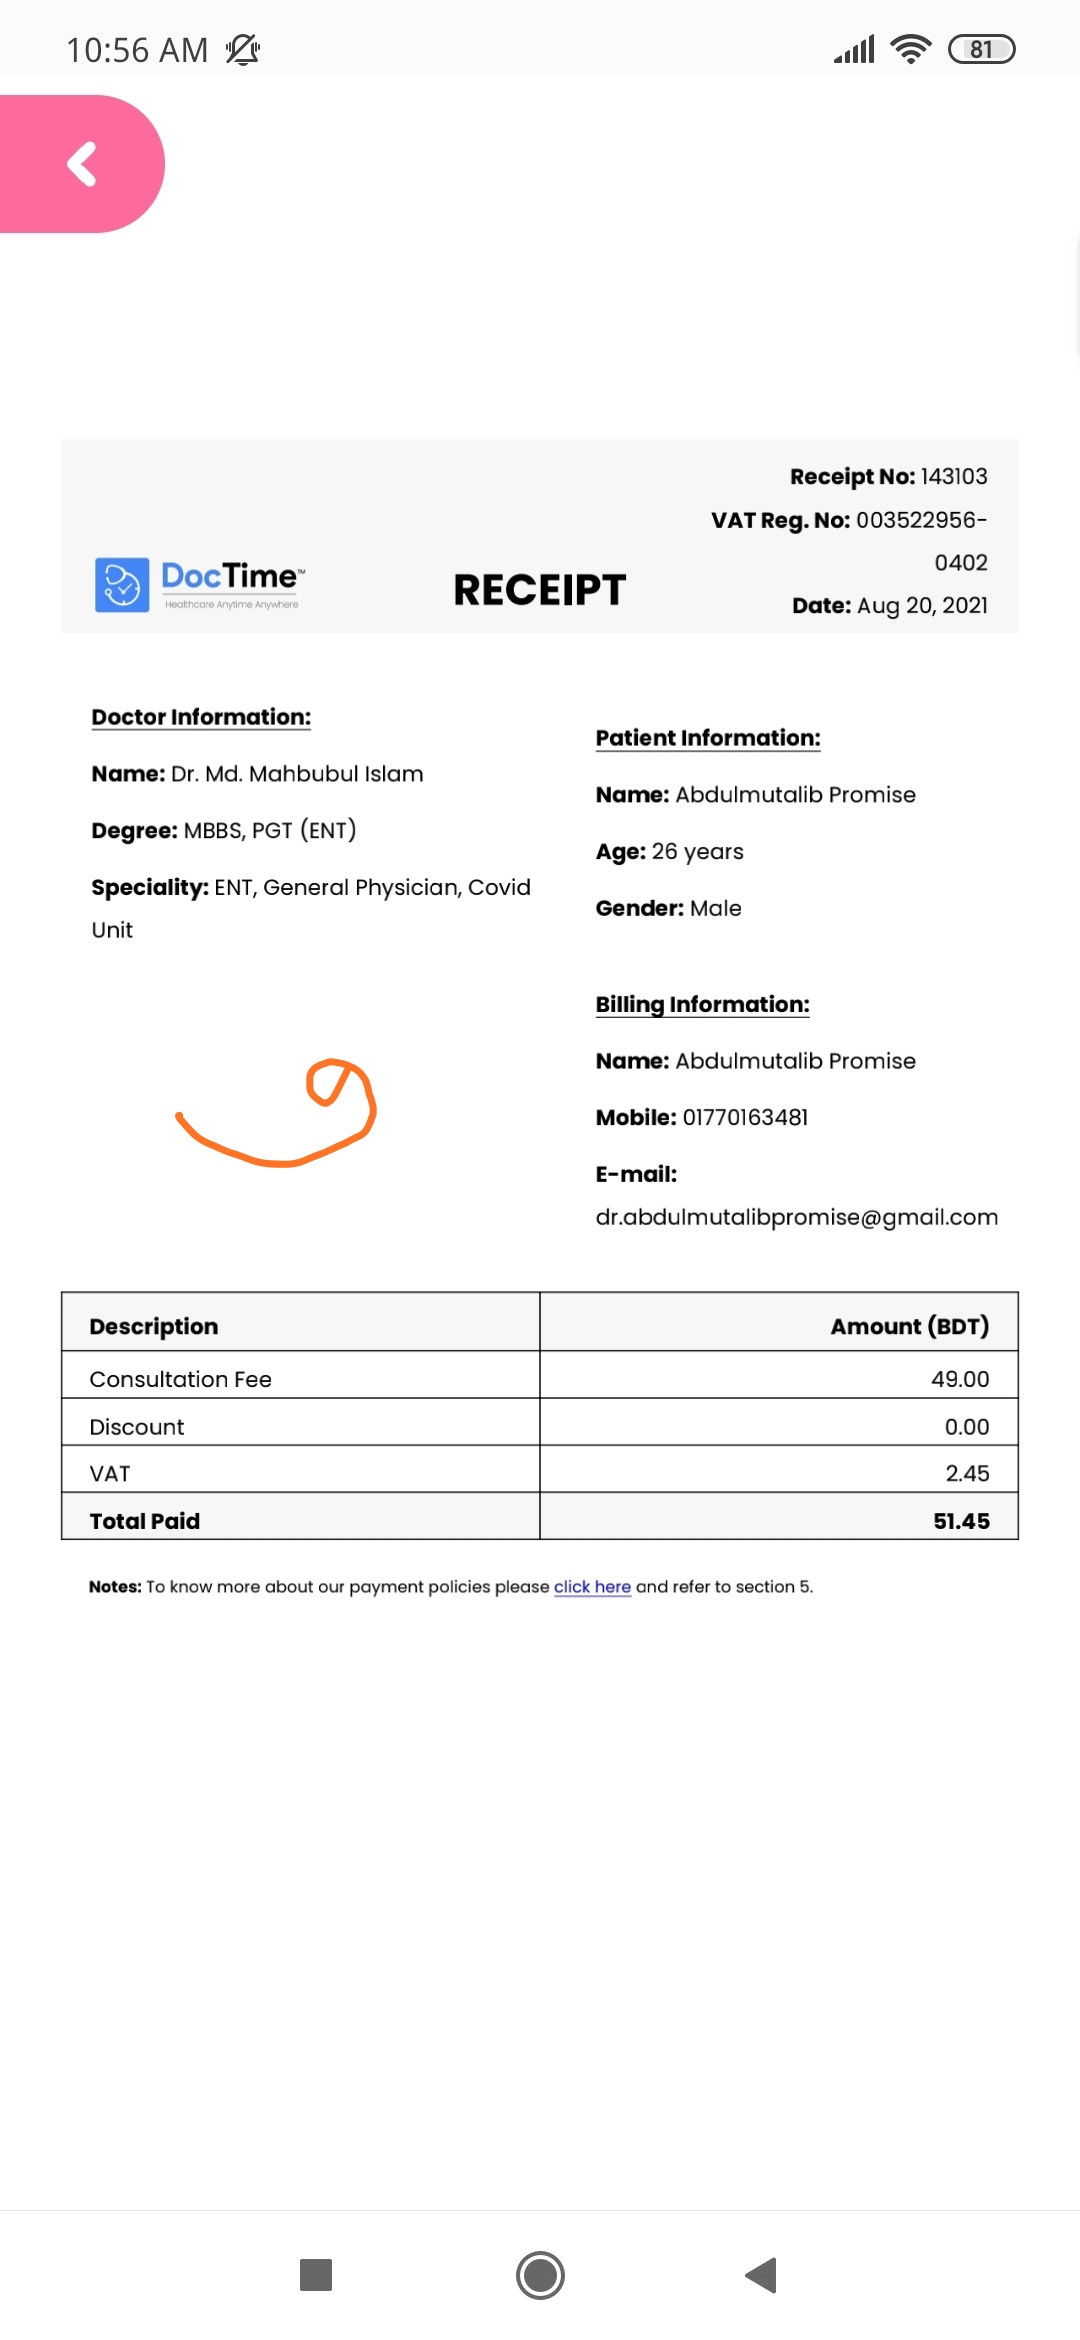 10:56 AM
81
Receipt No: 143103
VAT Reg. No: 003522956-
0402
Date: Aug 20, 2021
DocTime™
Healthcare Anytime Anywhere
RECEIPT
Doctor Information:
Name: Dr. Md. Mahbubul Islam
Degree: MBBS, PGT (ENT)
Speciality: ENT, General Physician, Covid
Unit
Patient Information:
Name: Abdulmutalib Promise
Age: 26 years
Gender: Male
Billing Information:
Name: Abdulmutalib Promise
Mobile: 01770163481
E-mail:
dr.abdulmutalibpromise@gmail.com
Description Amount (BDT)
Consultation Fee 49.00
Discount 0.00
VAT 2.45
Total Paid 51.45
Notes: To know more about our payment policies please click here and refer to section 5.